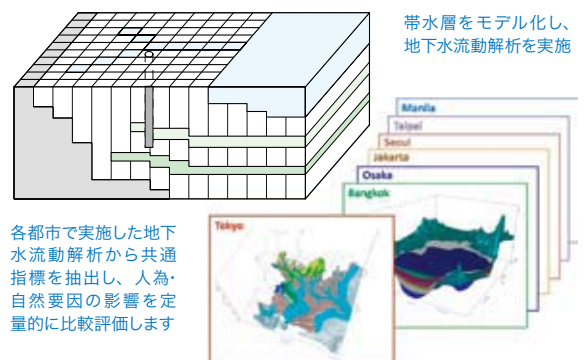 帯水層をモデル化し、
地下水流動解析を実施
Manila
Taipei
Seoul
Jakarta
Osaka
Bangkok
Tokyo
各都市で実施した地下
水流動解析から共通
指標を抽出し、人為・
自然要因の影響を定
量的に比較評価します